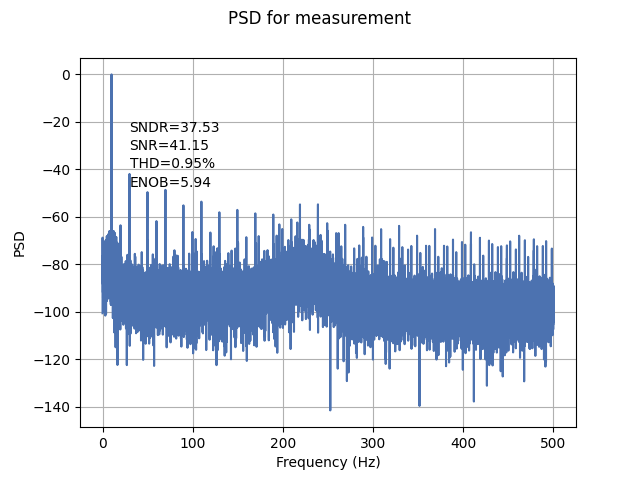 PSD for measurement
0
−20
−40
−60
−80
−100
−120
−140
PSD
SNDR=37.53
SNR=41.15
THD=0.95%
ENOB=5.94
0 100 200 300 400 500
Frequency (Hz)